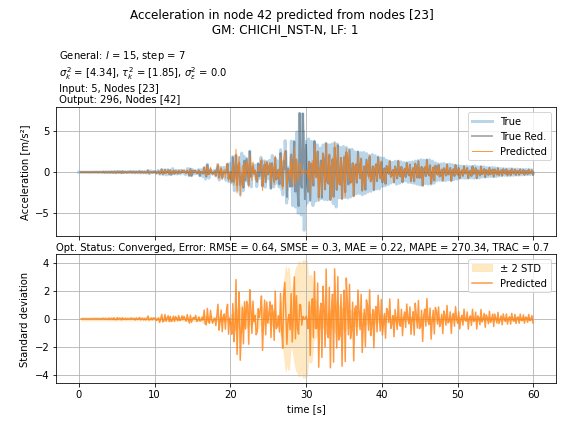 Acceleration in node 42 predicted from nodes [23]
GM: CHICHI_NST-N, LF: 1
General: l = 15, step = 7
σ_k² = [4.34], τ_k² = [1.85], σ_ε² = 0.0
Input: 5, Nodes [23]
Output: 296, Nodes [42]
Acceleration [m/s²]
5
0
−5
True
True Red.
Predicted
Opt. Status: Converged, Error: RMSE = 0.64, SMSE = 0.3, MAE = 0.22, MAPE = 270.34, TRAC = 0.7
Standard deviation
4
2
0
−2
−4
± 2 STD
Predicted
0 10 20 30 40 50 60
time [s]